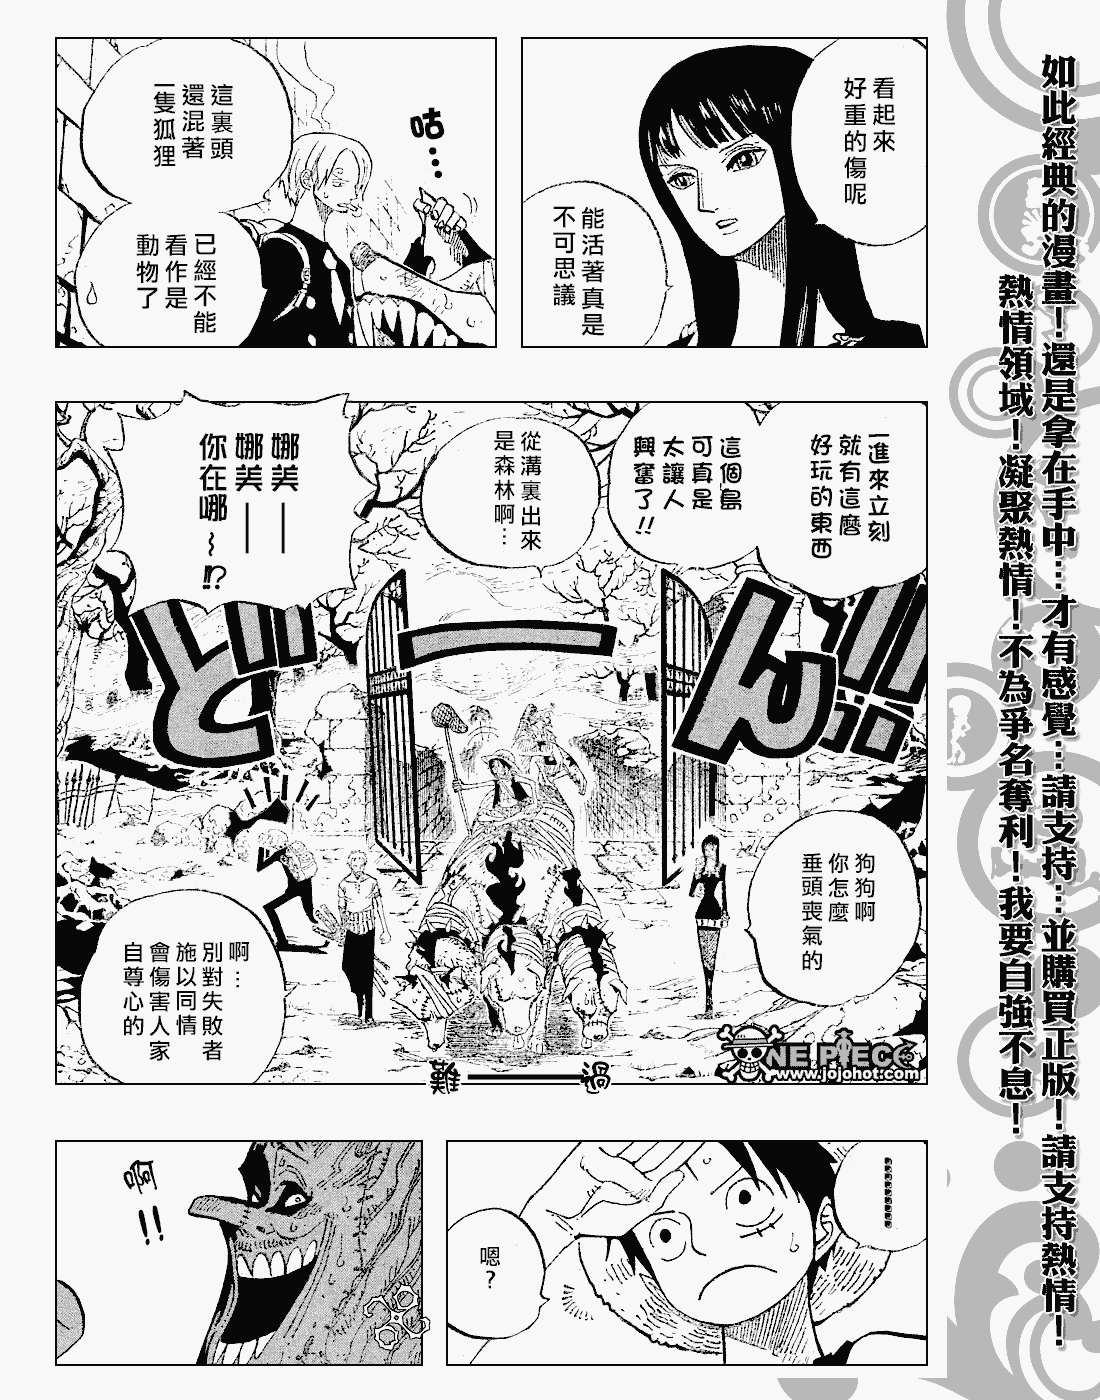 看起來
好重的傷呢
能活著真是
不可思議
咕…
這裏頭
還混著
一隻狐狸
已經不能
看作是
動物了
一進來立刻
就有這麼
好玩的東西
這個島
可真是
太讓人
興奮了!!
從溝裏出來
是森林啊…
娜美——
娜美——
你在哪~!?
どーん!!
狗狗啊
你怎麼
垂頭喪氣的
啊…
別對失敗者
施以同情
會傷害人家
自尊心的
難——過
ONE PIECE
www.jojohot.com
嗯?
啊!!
如此經典的漫畫!還是拿在手中…才有感覺…請支持…並購買正版!請支持熱情!
熱情領域!凝聚熱情!不為爭名奪利!我要自強不息!